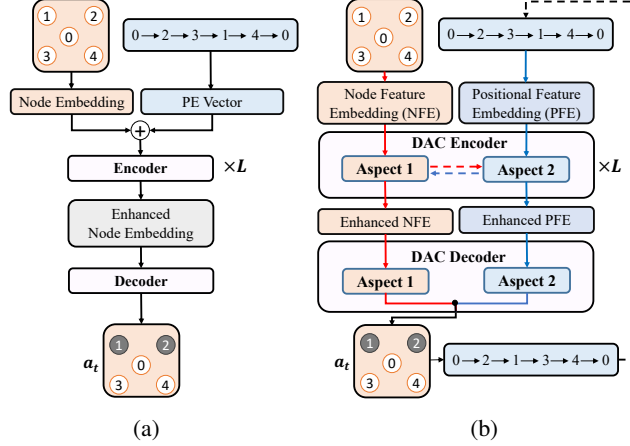 1 2
0
3 4
0→2→3→1→4→0
Node Embedding
PE Vector
+
Encoder
×L
Enhanced
Node Embedding
Decoder
a_t
1 2
0
3 4
(a)
1 2
0
3 4
0→2→3→1→4→0
Node Feature
Embedding (NFE)
Positional Feature
Embedding (PFE)
DAC Encoder
Aspect 1
Aspect 2
×L
Enhanced NFE
Enhanced PFE
DAC Decoder
Aspect 1
Aspect 2
a_t
1 2
0
3 4
0→2→1→3→4→0
(b)